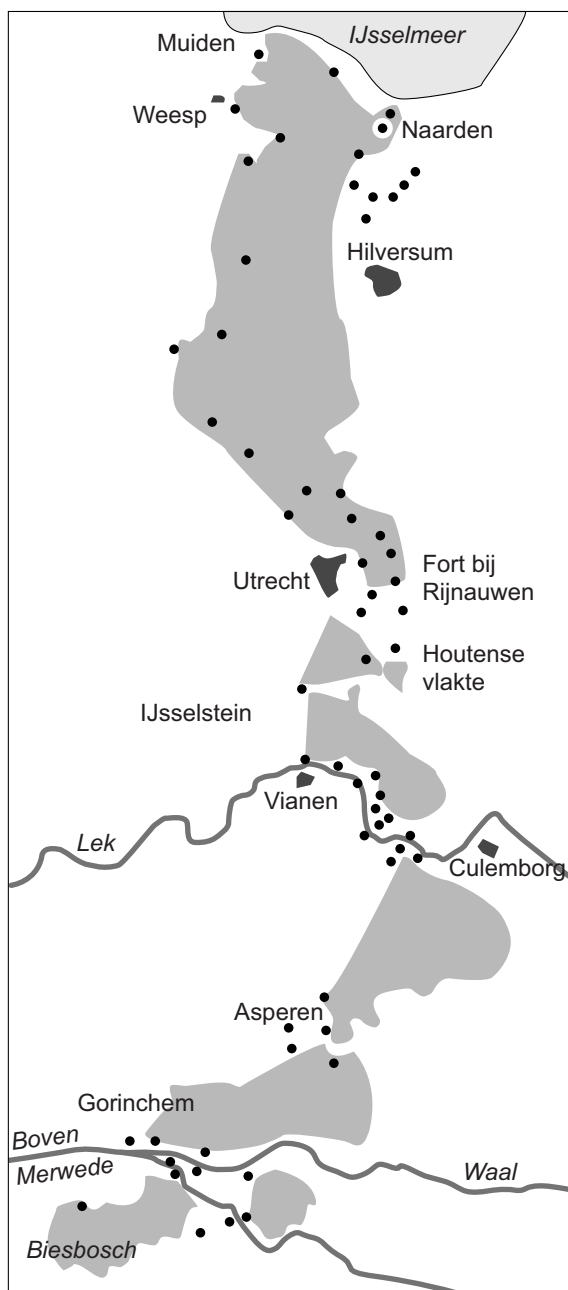 IJsselmeer
Muiden
Weesp
Naarden
Hilversum
Utrecht
Fort bij
Rijnauwen
Houtense
vlakte
IJsselstein
Vianen
Lek
Culemborg
Asperen
Gorinchem
Boven
Merwede
Waal
Biesbosch